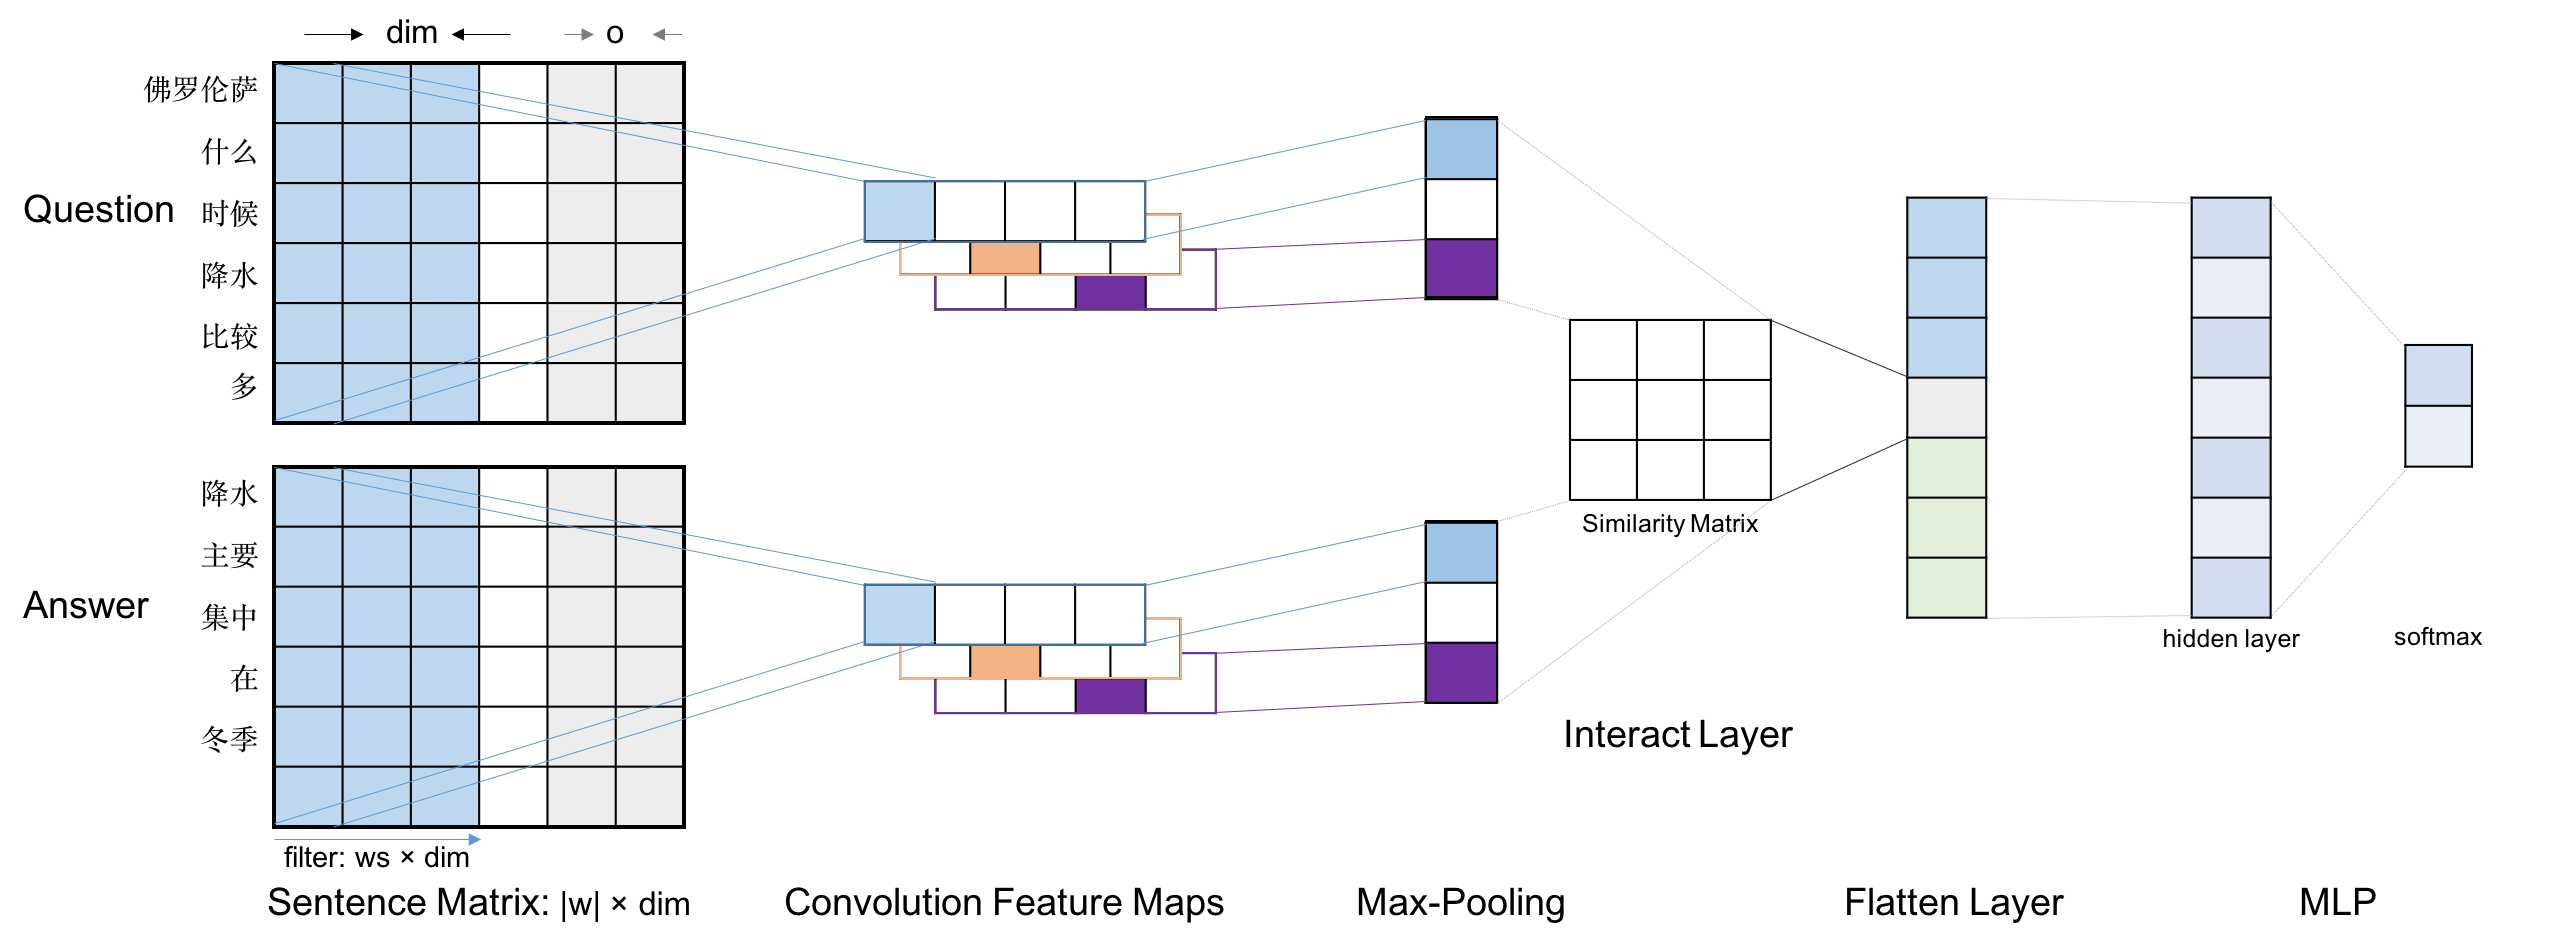 dim
o
Question
佛罗伦萨
什么
时候
降水
比较
多
Answer
降水
主要
集中
在
冬季
filter: ws × dim
Sentence Matrix: |w| × dim
Convolution Feature Maps
Max-Pooling
Similarity Matrix
Interact Layer
Flatten Layer
hidden layer
softmax
MLP